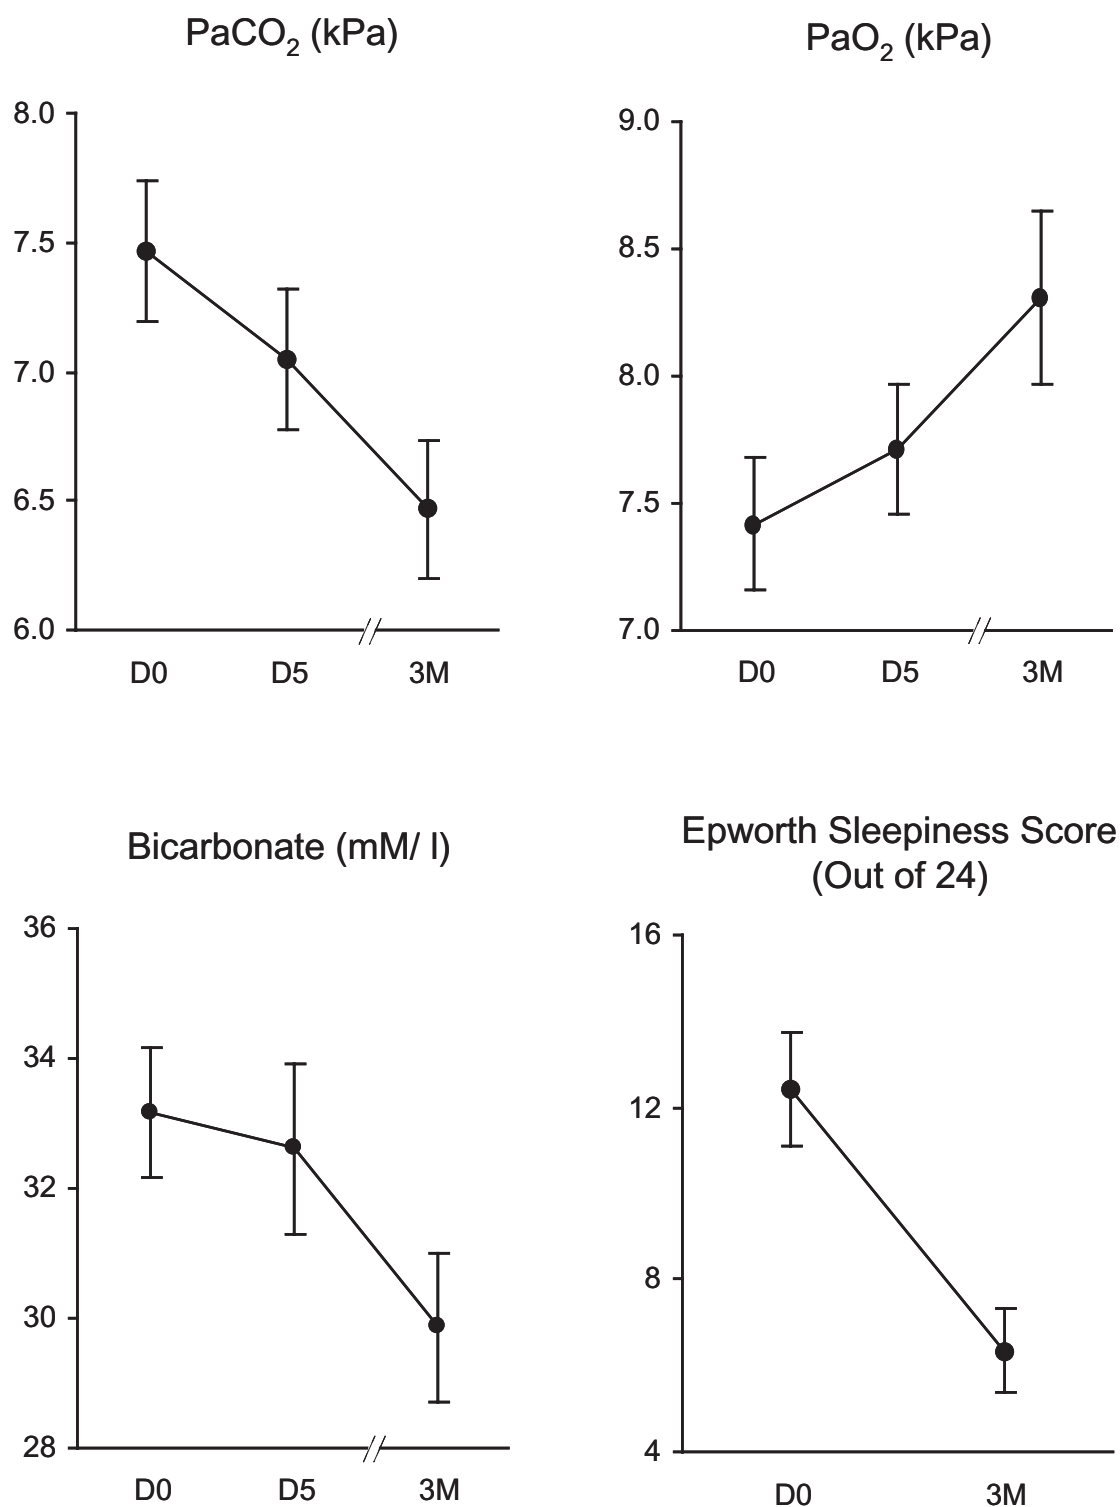 PaCO2 (kPa)
8.0
7.5
7.0
6.5
6.0
D0 D5 3M
PaO2 (kPa)
9.0
8.5
8.0
7.5
7.0
D0 D5 3M
Bicarbonate (mM/ l)
36
34
32
30
28
D0 D5 3M
Epworth Sleepiness Score
(Out of 24)
16
12
8
4
D0 3M